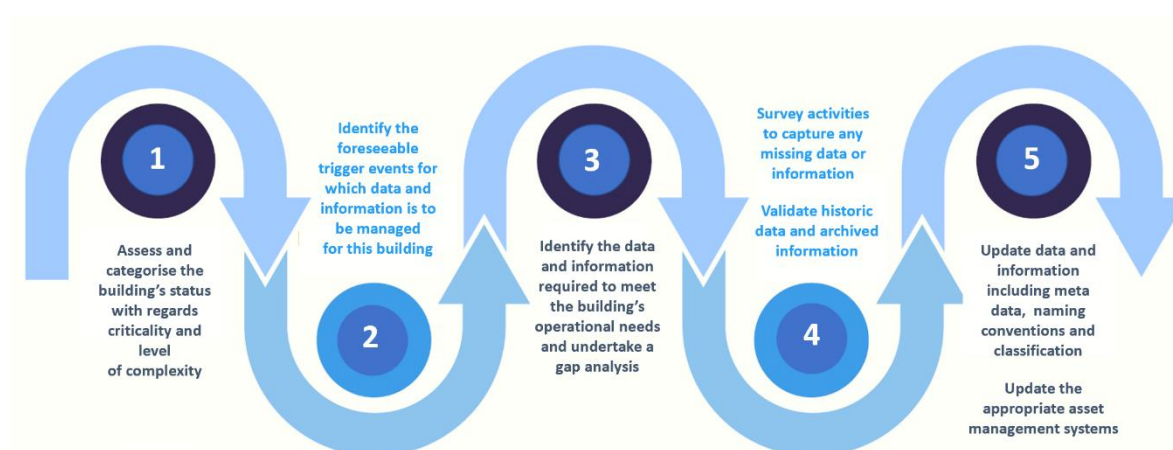 1
Assess and
categorise the
building's status
with regards
criticality and
level
of complexity
Identify the
foreseeable
trigger events for
which data and
information is to
be managed
for this building
2
3
Identify the data
and information
required to meet
the building's
operational needs
and undertake a
gap analysis
Survey activities
to capture any
missing data or
information
Validate historic
data and archived
information
4
5
Update data and
information
including meta
data, naming
conventions and
classification
Update the
appropriate asset
management systems